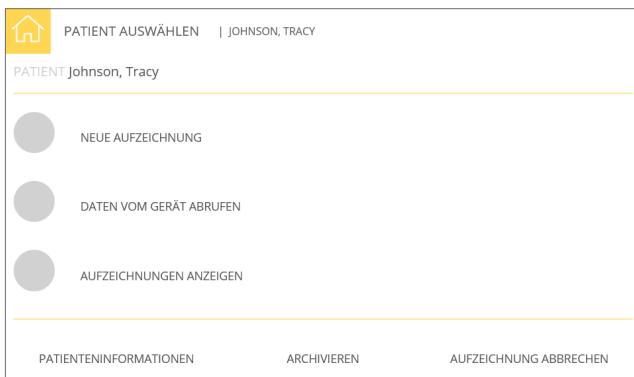 PATIENT AUSWÄHLEN | JOHNSON, TRACY
PATIENT Johnson, Tracy
NEUE AUFZEICHNUNG
DATEN VOM GERÄT ABRUFEN
AUFZEICHNUNGEN ANZEIGEN
PATIENTENINFORMATIONEN ARCHIVIEREN AUFZEICHNUNG ABBRECHEN